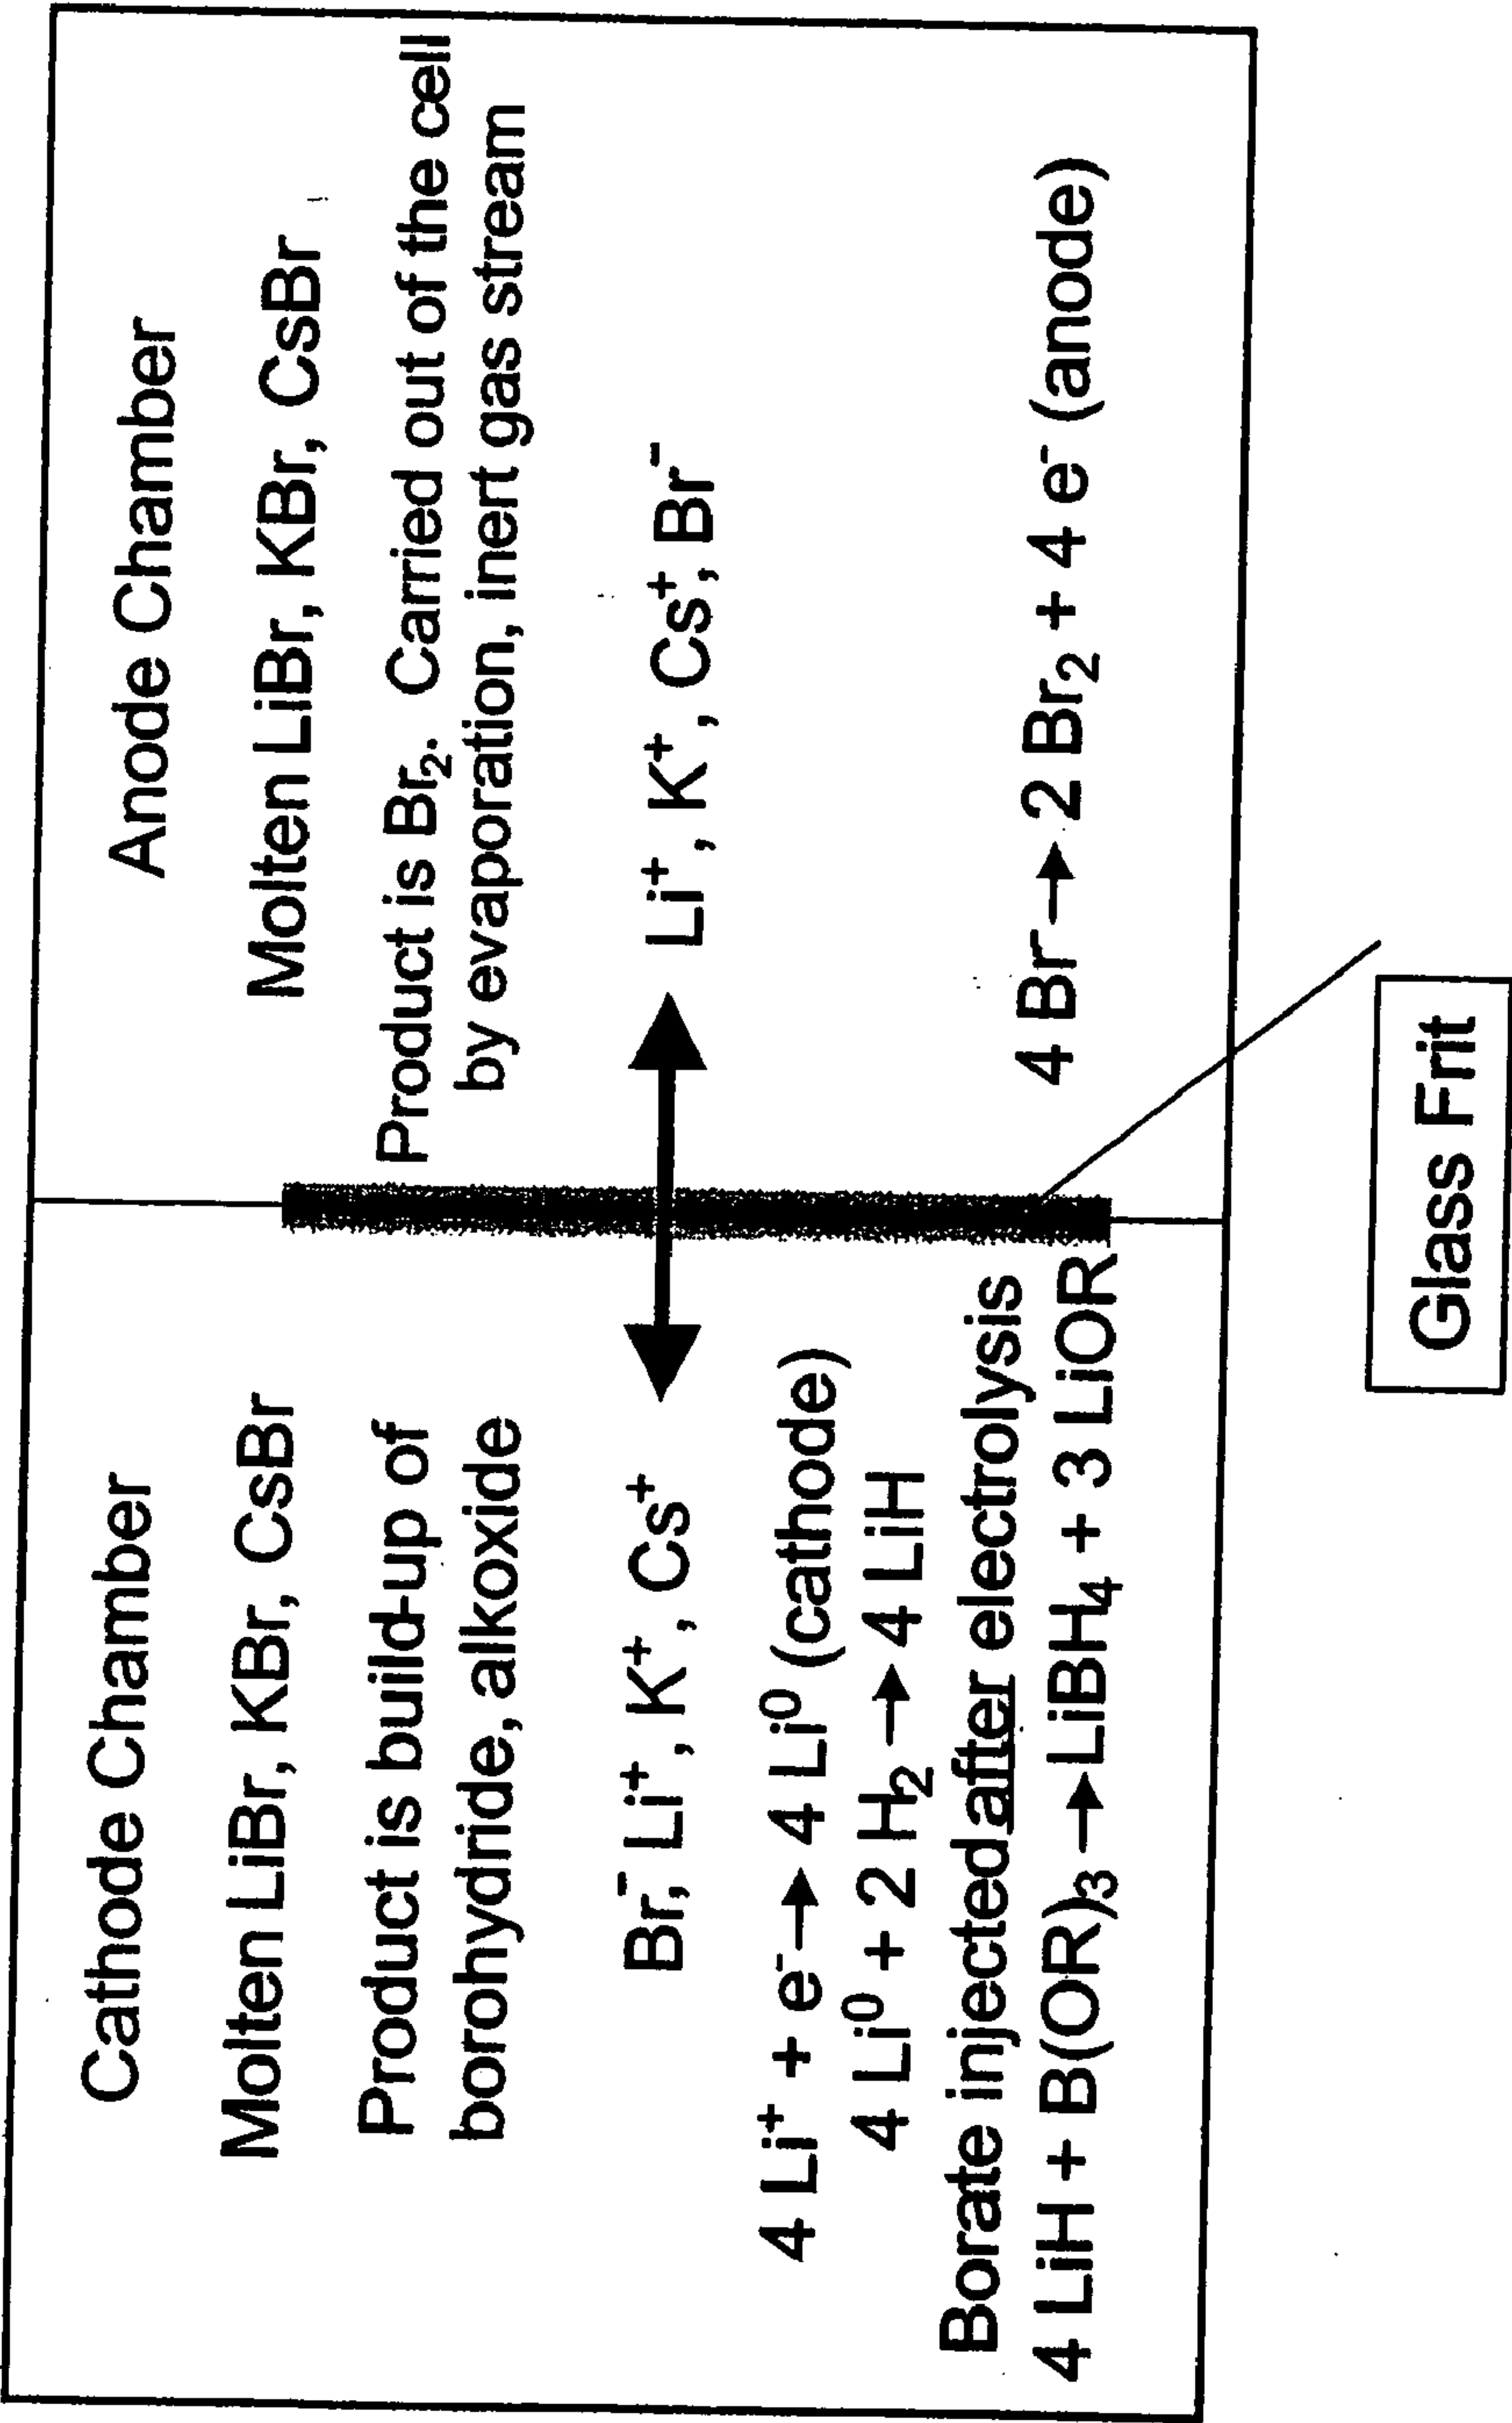 Cathode Chamber
Molten LiBr, KBr, CsBr
Product is build-up of
borohydride, alkoxide
Br⁻, Li⁺, K⁺, Cs⁺
4 Li⁺ + e⁻ → 4 Li⁰ (cathode)
4 Li⁰ + 2 H₂ → 4 LiH
Borate injected after electrolysis
4 LiH + B(OR)₃ → LiBH₄ + 3 LiOR
Anode Chamber
Molten LiBr, KBr, CsBr
Product is Br₂. Carried out of the cell
by evaporation, inert gas stream
Li⁺, K⁺, Cs⁺, Br⁻
4 Br⁻ → 2 Br₂ + 4 e⁻ (anode)
Glass Frit